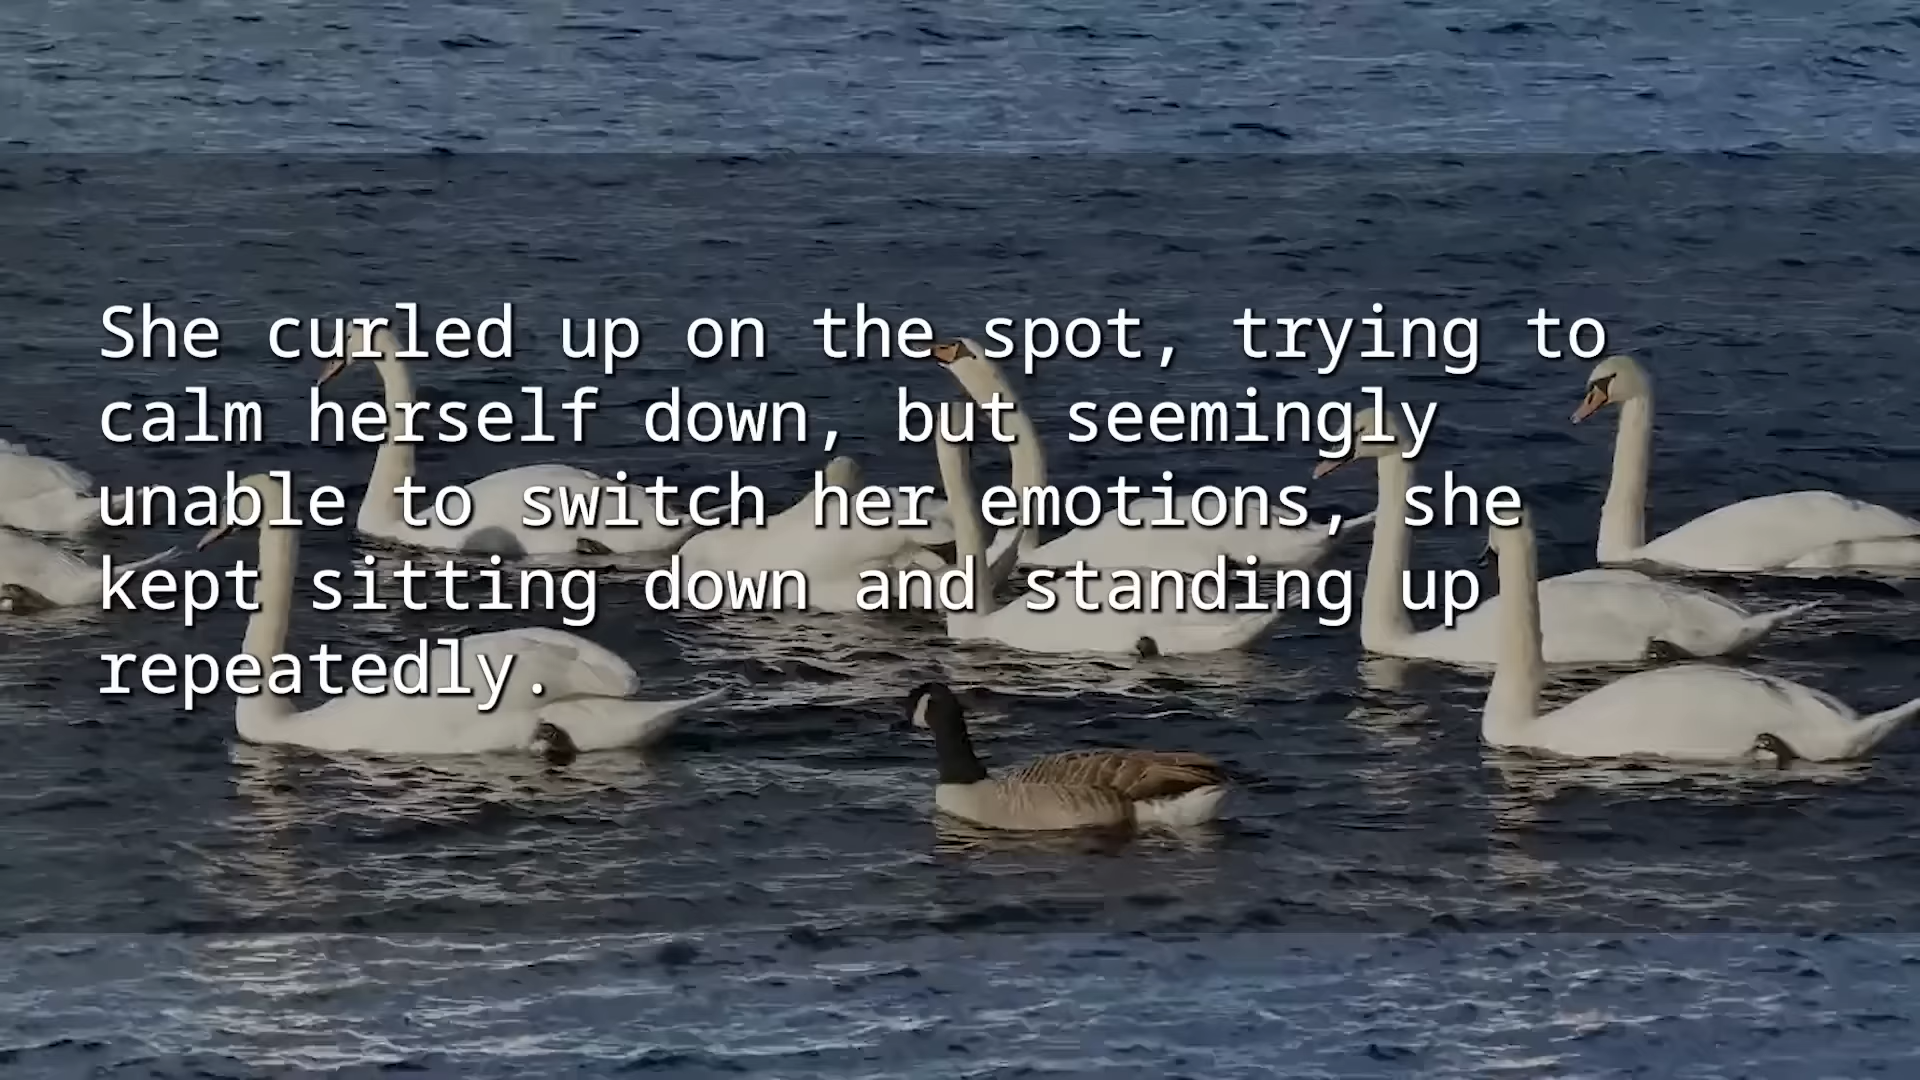 She curled up on the spot, trying to
calm herself down, but seemingly
unable to switch her emotions, she
kept sitting down and standing up
repeatedly.